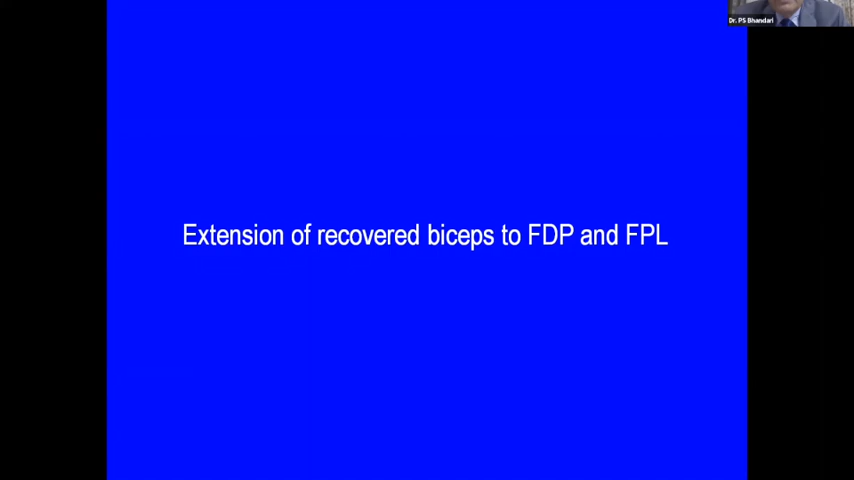 Dr. PS Bhandari
Extension of recovered biceps to FDP and FPL